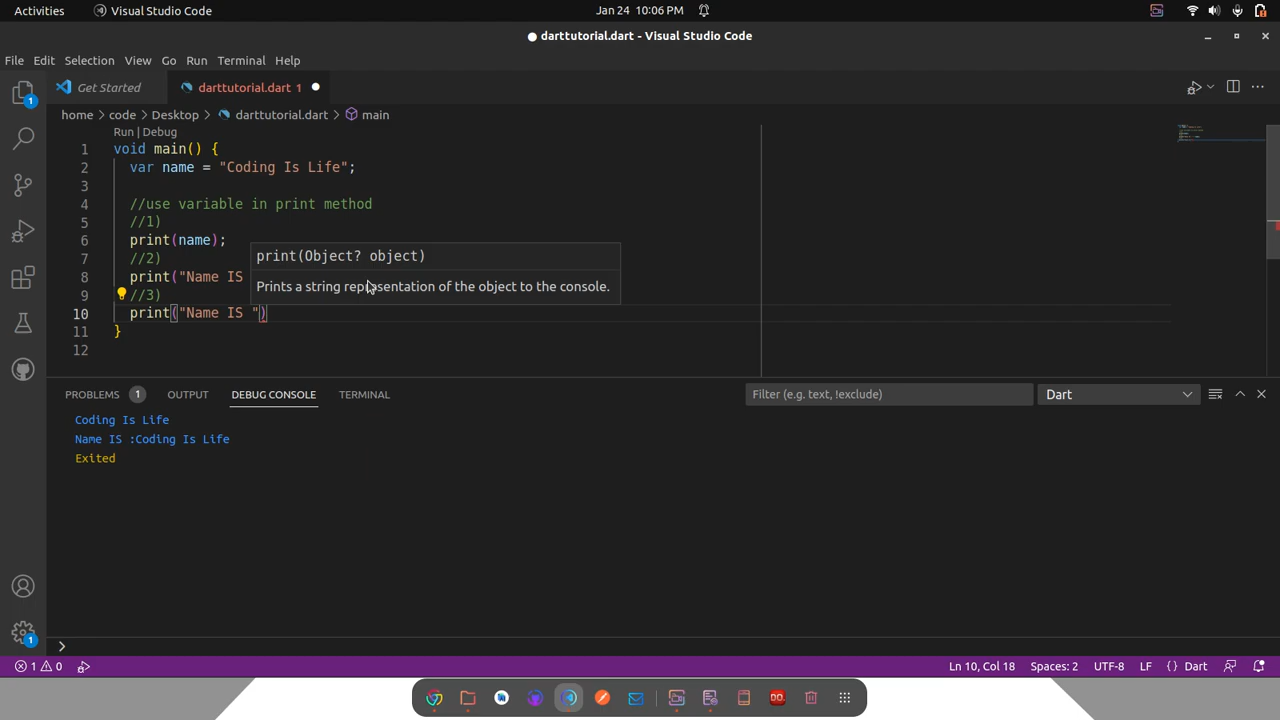 Activities
Visual Studio Code
Jan 24 10:06 PM
● darttutorial.dart - Visual Studio Code
File Edit Selection View Go Run Terminal Help
Get Started
darttutorial.dart 1
home > code > Desktop > darttutorial.dart > main
Run | Debug
1 void main() {
2 var name = "Coding Is Life";
3
4 //use variable in print method
5 //1)
6 print(name);
7 //2)
8 print("Name IS
9 //3)
10 print("Name IS ")
11 }
12
print(Object? object)
Prints a string representation of the object to the console.
PROBLEMS 1 OUTPUT DEBUG CONSOLE TERMINAL
Filter (e.g. text, !exclude)
Dart
Coding Is Life
Name IS :Coding Is Life
Exited
1
1
1 0
Ln 10, Col 18 Spaces: 2 UTF-8 LF { } Dart